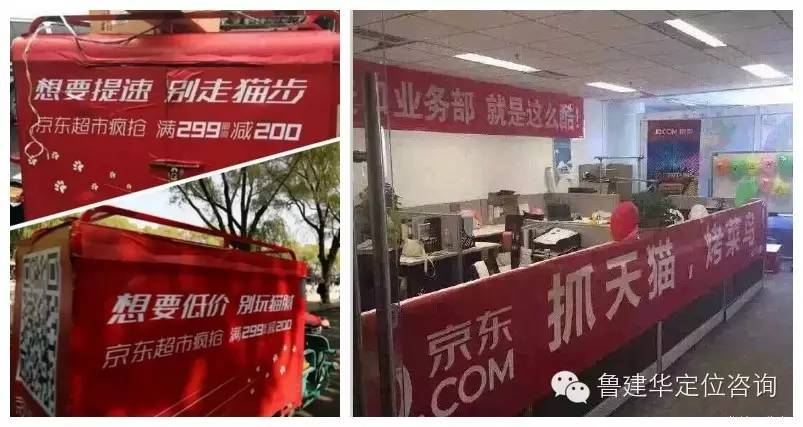 想要提速 别走猫步
京东超市疯抢 满299减200
想要低价 别玩猫腻
京东超市疯抢 满299减200
业务部 就是这么酷!
JD.COM
抓天猫,烤菜鸟
京东
.COM
鲁建华定位咨询